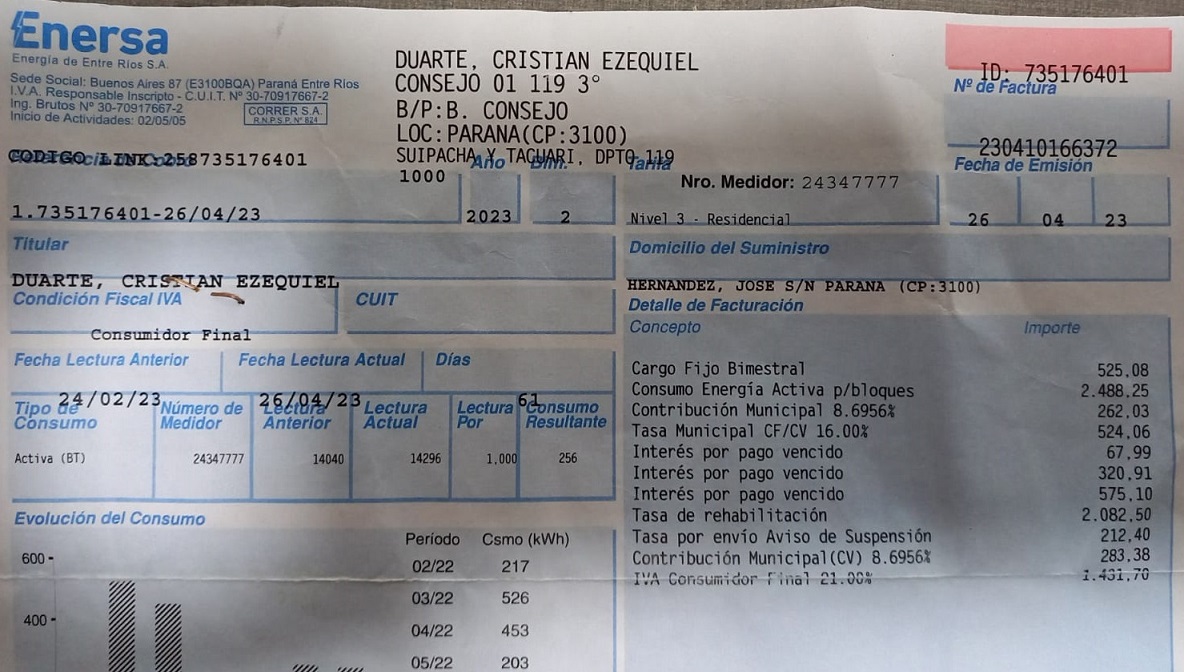 Enersa
Energía de Entre Ríos S.A.
Sede Social: Buenos Aires 87 (E3100BQA) Paraná Entre Ríos
I.V.A. Responsable Inscripto - C.U.I.T. Nº 30-70917667-2
Ing. Brutos Nº 30-70917667-2
Inicio de Actividades: 02/05/05
CORRER S.A.
R.N.P.S.P. Nº 824
DUARTE, CRISTIAN EZEQUIEL
CONSEJO 01 119 3°
B/P:B. CONSEJO
LOC:PARANA(CP:3100)
SUIPACHA Y TACUARI, DPTO 119
1000
ID: 735176401
Nº de Factura
230410166372
CODIGO LINK:258735176401
1.735176401-26/04/23
Año
2023
Bim.
2
Tarifa
Nro. Medidor: 24347777
Nivel 3 - Residencial
Fecha de Emisión
26 04 23
Titular
DUARTE, CRISTIAN EZEQUIEL
Domicilio del Suministro
HERNANDEZ, JOSE S/N PARANA (CP:3100)
Condición Fiscal IVA
CUIT
Consumidor Final
Fecha Lectura Anterior Fecha Lectura Actual Días
24/02/23 26/04/23 61
Tipo de Consumo
Número de Medidor
Lectura Anterior
Lectura Actual
Lectura Por
Consumo Resultante
Activa (BT) 24347777 14040 14296 1,000 256
Detalle de Facturación
Concepto Importe
Cargo Fijo Bimestral 525,08
Consumo Energía Activa p/bloques 2.488,25
Contribución Municipal 8.6956% 262,03
Tasa Municipal CF/CV 16.00% 524,06
Interés por pago vencido 67,99
Interés por pago vencido 320,91
Interés por pago vencido 575,10
Tasa de rehabilitación 2.082,50
Tasa por envío Aviso de Suspensión 212,40
Contribución Municipal(CV) 8.6956% 283,38
IVA Consumidor Final 21.00% 1.431,70
Evolución del Consumo
600
400
Período Csmo (kWh)
02/22 217
03/22 526
04/22 453
05/22 203